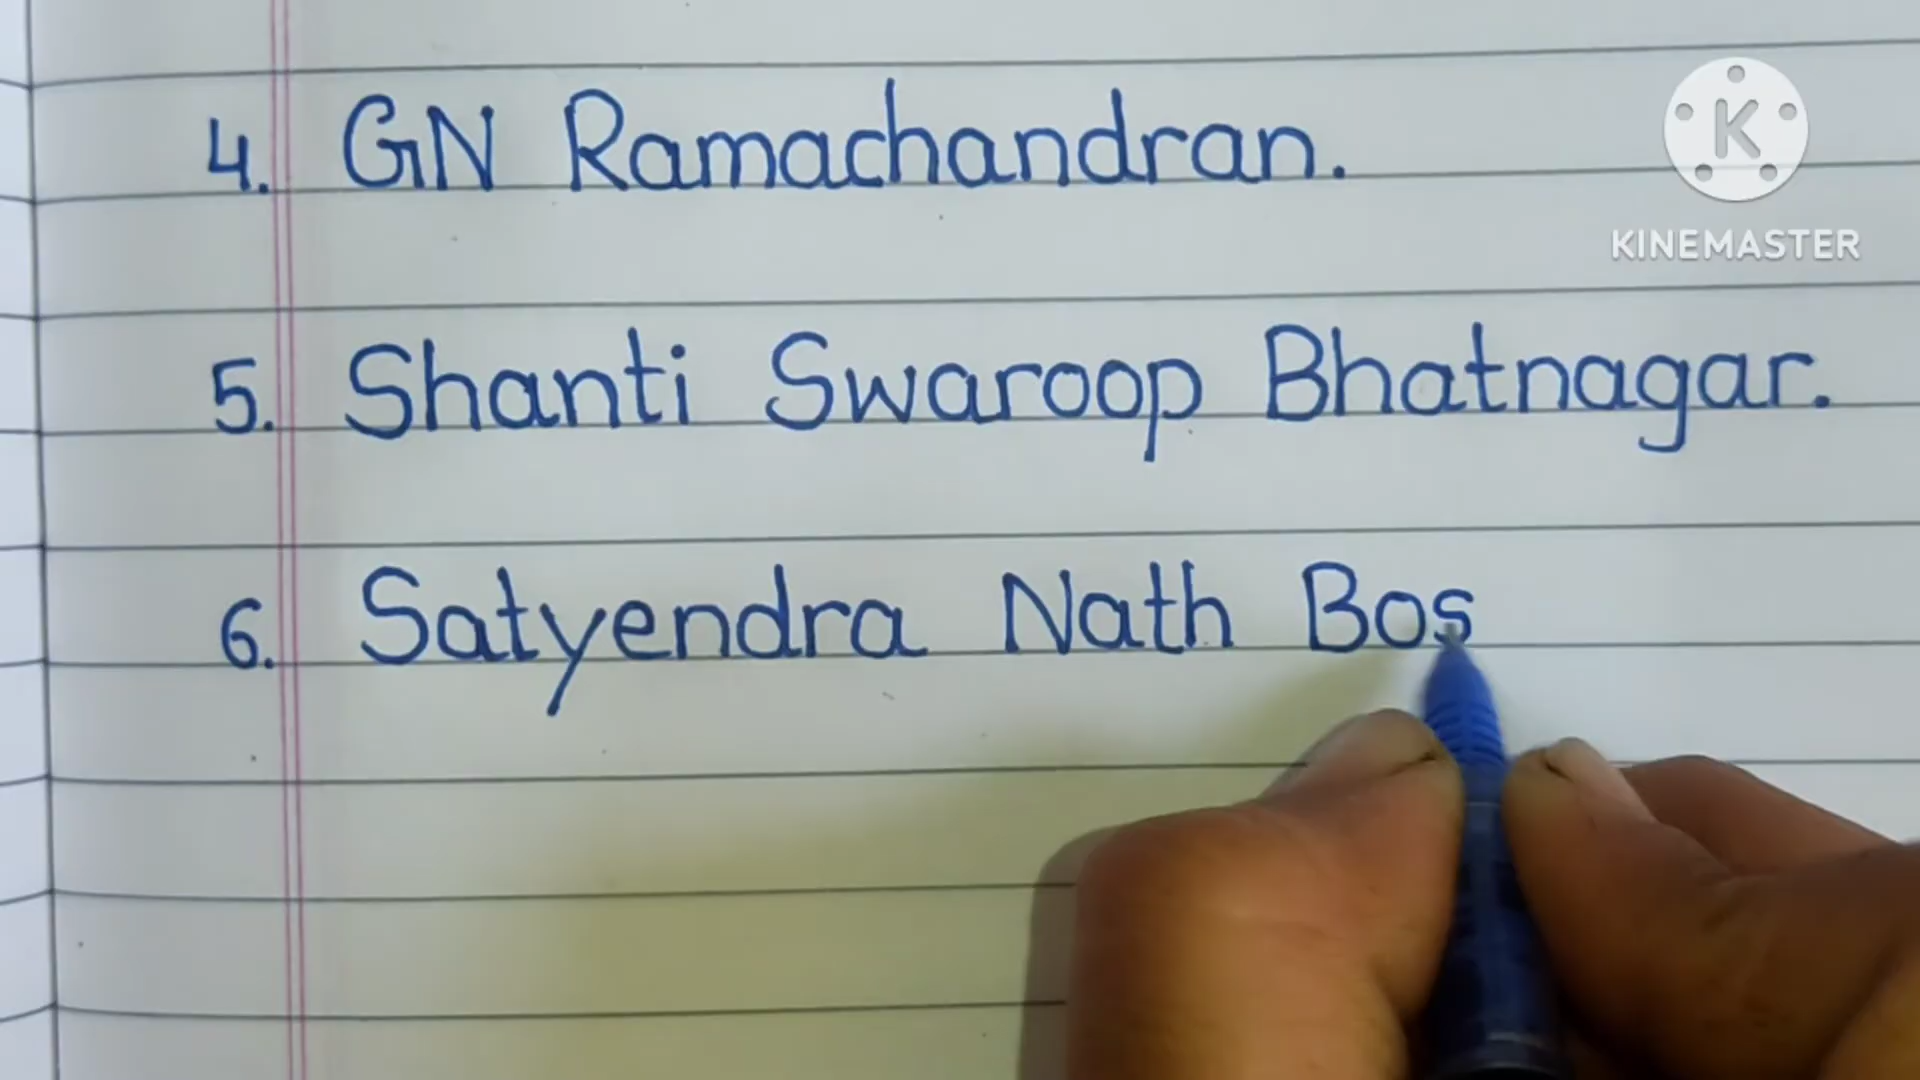 4. GN Ramachandran.
K
KINEMASTER
5. Shanti Swaroop Bhatnagar.
6. Satyendra Nath Bos